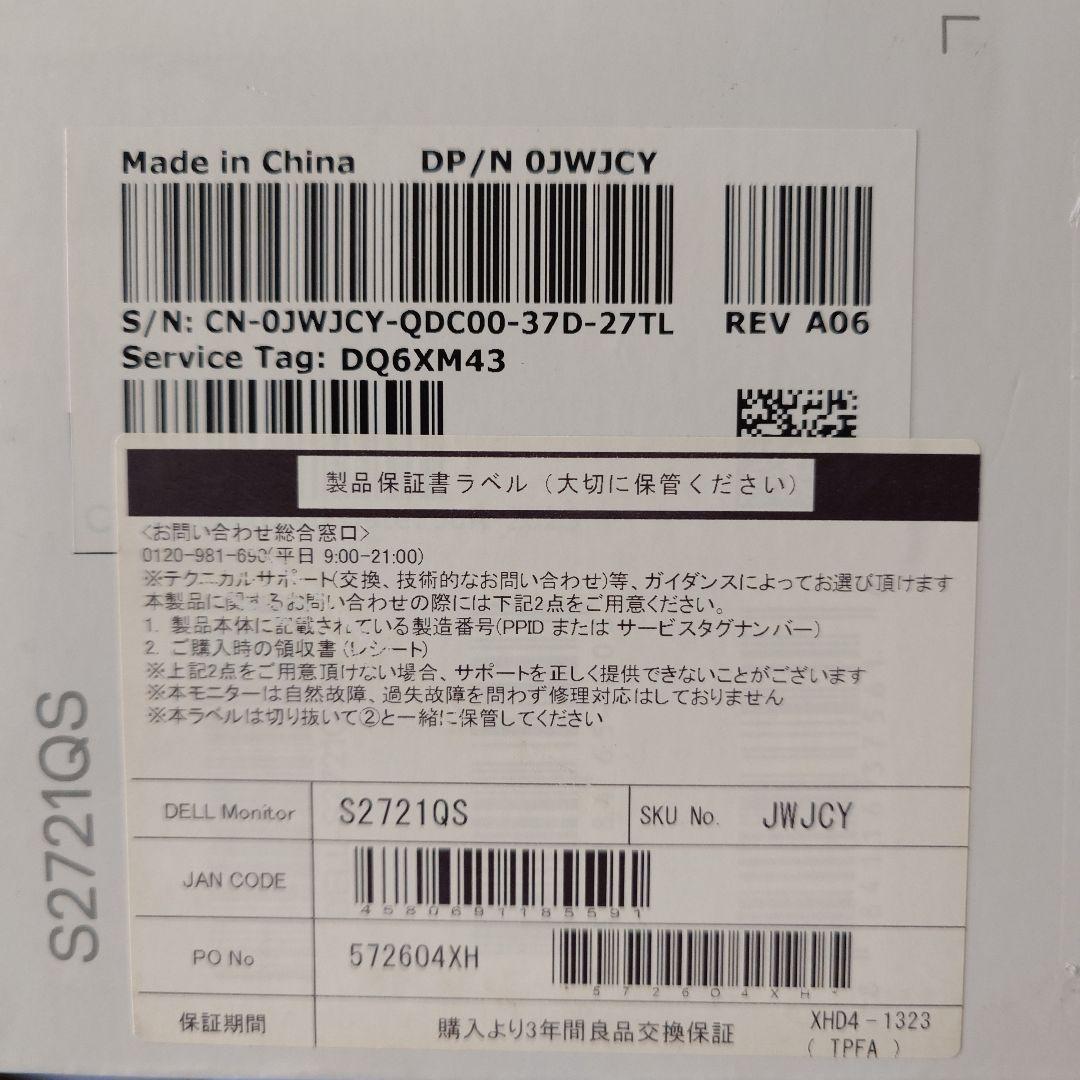 Made in China DP/N 0JWJCY
S/N: CN-0JWJCY-QDC00-37D-27TL REV A06
Service Tag: DQ6XM43
製品保証書ラベル（大切に保管ください）
<お問い合わせ総合窓口>
0120-981-690(平日 9:00-21:00)
※テクニカルサポート(交換、技術的なお問い合わせ)等、ガイダンスによってお選び頂けます
本製品に関するお問い合わせの際には下記2点をご用意ください。
1. 製品本体に記載されている製造番号(PPID または サービスタグナンバー)
2. ご購入時の領収書(レシート)
※上記2点をご用意頂けない場合、サポートを正しく提供できないことがございます
※本モニターは自然故障、過失故障を問わず修理対応はしておりません
※本ラベルは切り抜いて②と一緒に保管してください
S2721QS
DELL Monitor S2721QS SKU No. JWJCY
JAN CODE
4580691185591
PO No 572604XH
*572604XH*
保証期間 購入より3年間良品交換保証 XHD4-1323
( TPFA )